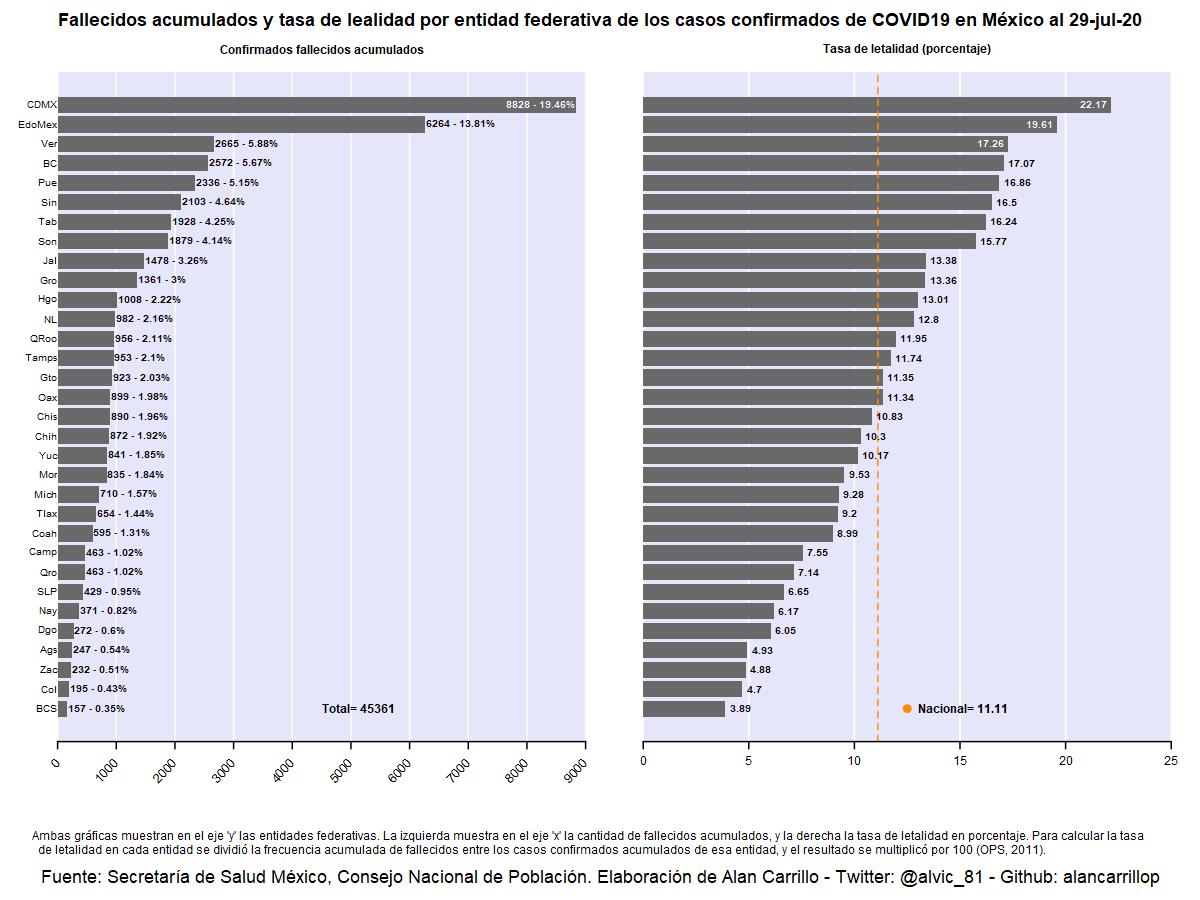 Fallecidos acumulados y tasa de lealidad por entidad federativa de los casos confirmados de COVID19 en México al 29-jul-20
Confirmados fallecidos acumulados
Tasa de letalidad (porcentaje)
CDMX 8828 - 19.46% 22.17
EdoMex 6264 - 13.81% 19.61
Ver 2665 - 5.88% 17.26
BC 2572 - 5.67% 17.07
Pue 2336 - 5.15% 16.86
Sin 2103 - 4.64% 16.5
Tab 1928 - 4.25% 16.24
Son 1879 - 4.14% 15.77
Jal 1478 - 3.26% 13.38
Gro 1361 - 3% 13.36
Hgo 1008 - 2.22% 13.01
NL 982 - 2.16% 12.8
QRoo 956 - 2.11% 11.95
Tamps 953 - 2.1% 11.74
Gto 923 - 2.03% 11.35
Oax 899 - 1.98% 11.34
Chis 890 - 1.96% 10.83
Chih 872 - 1.92% 10.3
Yuc 841 - 1.85% 10.17
Mor 835 - 1.84% 9.53
Mich 710 - 1.57% 9.28
Tlax 654 - 1.44% 9.2
Coah 595 - 1.31% 8.99
Camp 463 - 1.02% 7.55
Qro 463 - 1.02% 7.14
SLP 429 - 0.95% 6.65
Nay 371 - 0.82% 6.17
Dgo 272 - 0.6% 6.05
Ags 247 - 0.54% 4.93
Zac 232 - 0.51% 4.88
Col 195 - 0.43% 4.7
BCS 157 - 0.35% Total= 45361 3.89 Nacional= 11.11
0 1000 2000 3000 4000 5000 6000 7000 8000 9000
0 5 10 15 20 25
Ambas gráficas muestran en el eje 'y' las entidades federativas. La izquierda muestra en el eje 'x' la cantidad de fallecidos acumulados, y la derecha la tasa de letalidad en porcentaje. Para calcular la tasa
de letalidad en cada entidad se dividió la frecuencia acumulada de fallecidos entre los casos confirmados acumulados de esa entidad, y el resultado se multiplicó por 100 (OPS, 2011).
Fuente: Secretaría de Salud México, Consejo Nacional de Población. Elaboración de Alan Carrillo - Twitter: @alvic_81 - Github: alancarrillop